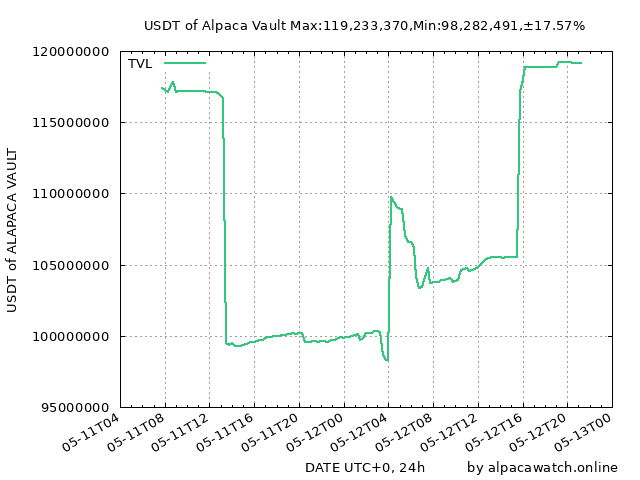 USDT of Alpaca Vault Max:119,233,370,Min:98,282,491,±17.57%
TVL
120000000
115000000
110000000
105000000
100000000
95000000
USDT of ALAPACA VAULT
05-11T04
05-11T08
05-11T12
05-11T16
05-11T20
05-12T00
05-12T04
05-12T08
05-12T12
05-12T16
05-12T20
05-13T00
DATE UTC+0, 24h
by alpacawatch.online